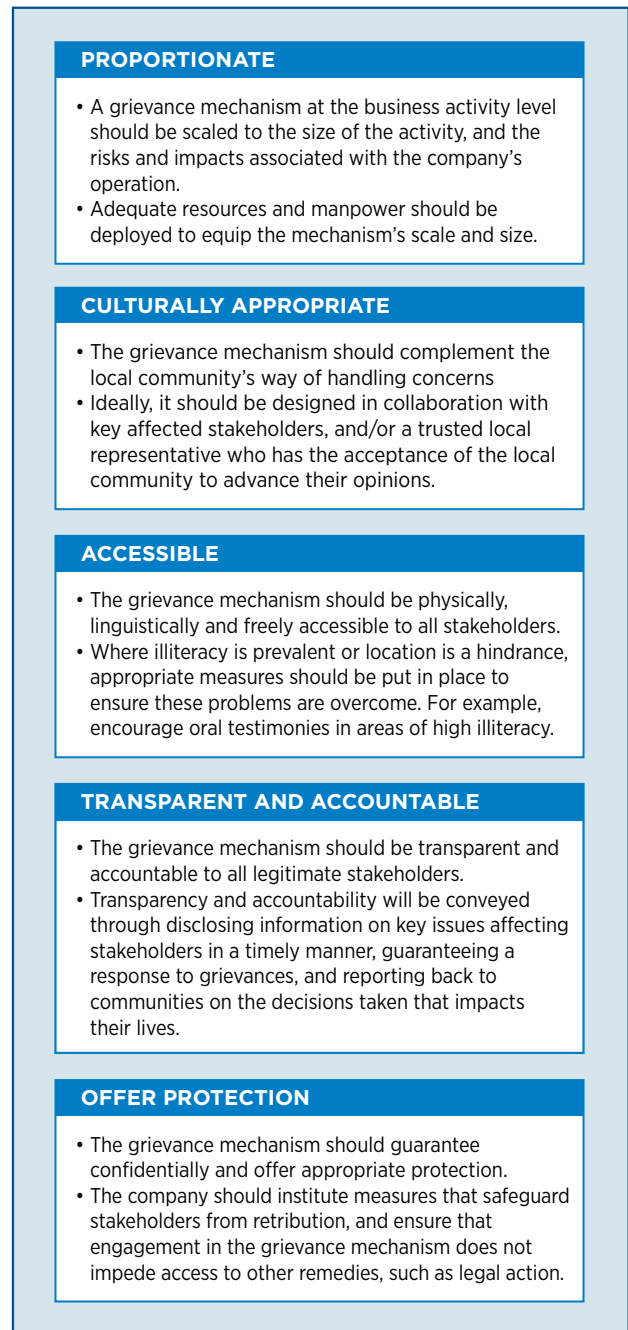 PROPORTIONATE
• A grievance mechanism at the business activity level
should be scaled to the size of the activity, and the
risks and impacts associated with the company's
operation.
• Adequate resources and manpower should be
deployed to equip the mechanism's scale and size.
CULTURALLY APPROPRIATE
• The grievance mechanism should complement the
local community's way of handling concerns
• Ideally, it should be designed in collaboration with
key affected stakeholders, and/or a trusted local
representative who has the acceptance of the local
community to advance their opinions.
ACCESSIBLE
• The grievance mechanism should be physically,
linguistically and freely accessible to all stakeholders.
• Where illiteracy is prevalent or location is a hindrance,
appropriate measures should be put in place to
ensure these problems are overcome. For example,
encourage oral testimonies in areas of high illiteracy.
TRANSPARENT AND ACCOUNTABLE
• The grievance mechanism should be transparent and
accountable to all legitimate stakeholders.
• Transparency and accountability will be conveyed
through disclosing information on key issues affecting
stakeholders in a timely manner, guaranteeing a
response to grievances, and reporting back to
communities on the decisions taken that impacts
their lives.
OFFER PROTECTION
• The grievance mechanism should guarantee
confidentially and offer appropriate protection.
• The company should institute measures that safeguard
stakeholders from retribution, and ensure that
engagement in the grievance mechanism does not
impede access to other remedies, such as legal action.